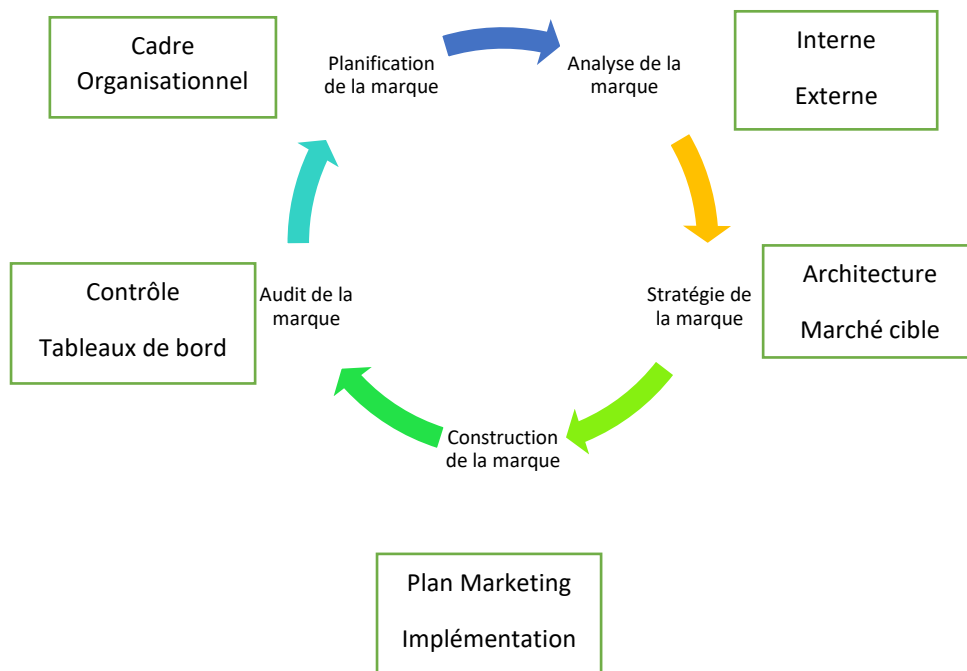 Cadre
Organisationnel
Planification
de la marque
Analyse de la
marque
Interne
Externe
Contrôle
Tableaux de bord
Audit de la
marque
Stratégie de
la marque
Architecture
Marché cible
Construction
de la marque
Plan Marketing
Implémentation